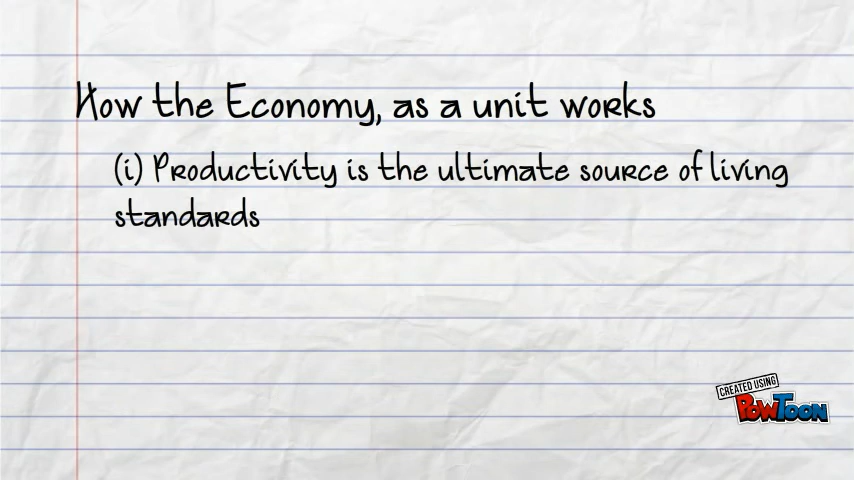 How the Economy, as a unit works
(i) Productivity is the ultimate source of living
standards
CREATED USING
POWTOON